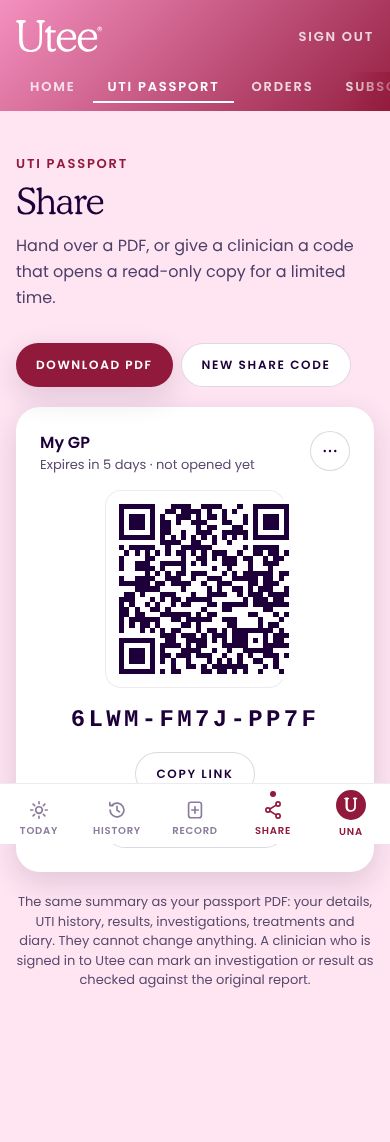 Utee®
SIGN OUT
HOME UTI PASSPORT ORDERS
UTI PASSPORT
Share
Hand over a PDF, or give a clinician a code
that opens a read-only copy for a limited
time.
DOWNLOAD PDF NEW SHARE CODE
My GP
Expires in 5 days · not opened yet
6LWM-FM7J-PP7F
COPY LINK
TODAY HISTORY RECORD SHARE UNA
U
The same summary as your passport PDF: your details,
UTI history, results, investigations, treatments and
diary. They cannot change anything. A clinician who is
signed in to Utee can mark an investigation or result as
checked against the original report.